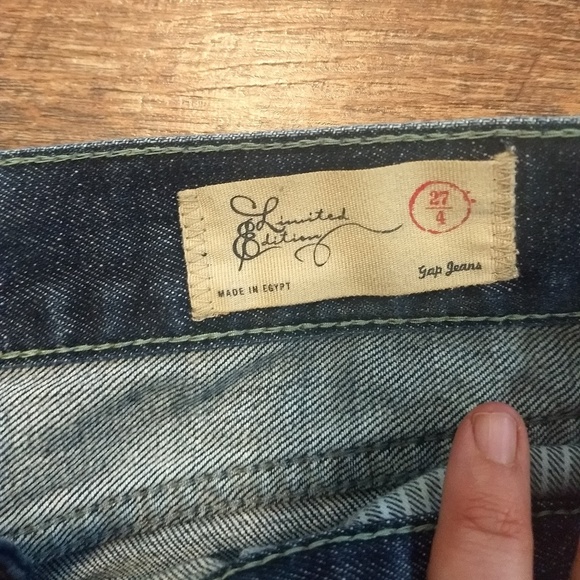 Limited
Edition
27
4
MADE IN EGYPT
gap Jeans